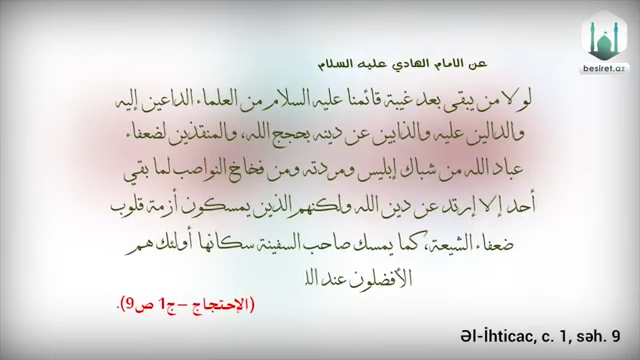 besiret.az
عن الامام الهادي عليه السلام
لولا من يبقى بعد غيبة قائمنا عليه السلام من العلماء الداعين إليه
والدالين عليه والذابين عن دينه بحجج الله، والمنقذين لضعفاء
عباد الله من شباك إبليس ومردته ومن فخاخ النواصب لما بقي
أحد إلا إرتد عن دين الله ولكنهم الذين يمسكون أزمة قلوب
ضعفاء الشيعة، كما يمسك صاحب السفينة سكانها أولئك هم
الأفضلون عند الل
(الإحتجاج –ج1 ص9).
Əl-İhticac, c. 1, səh. 9